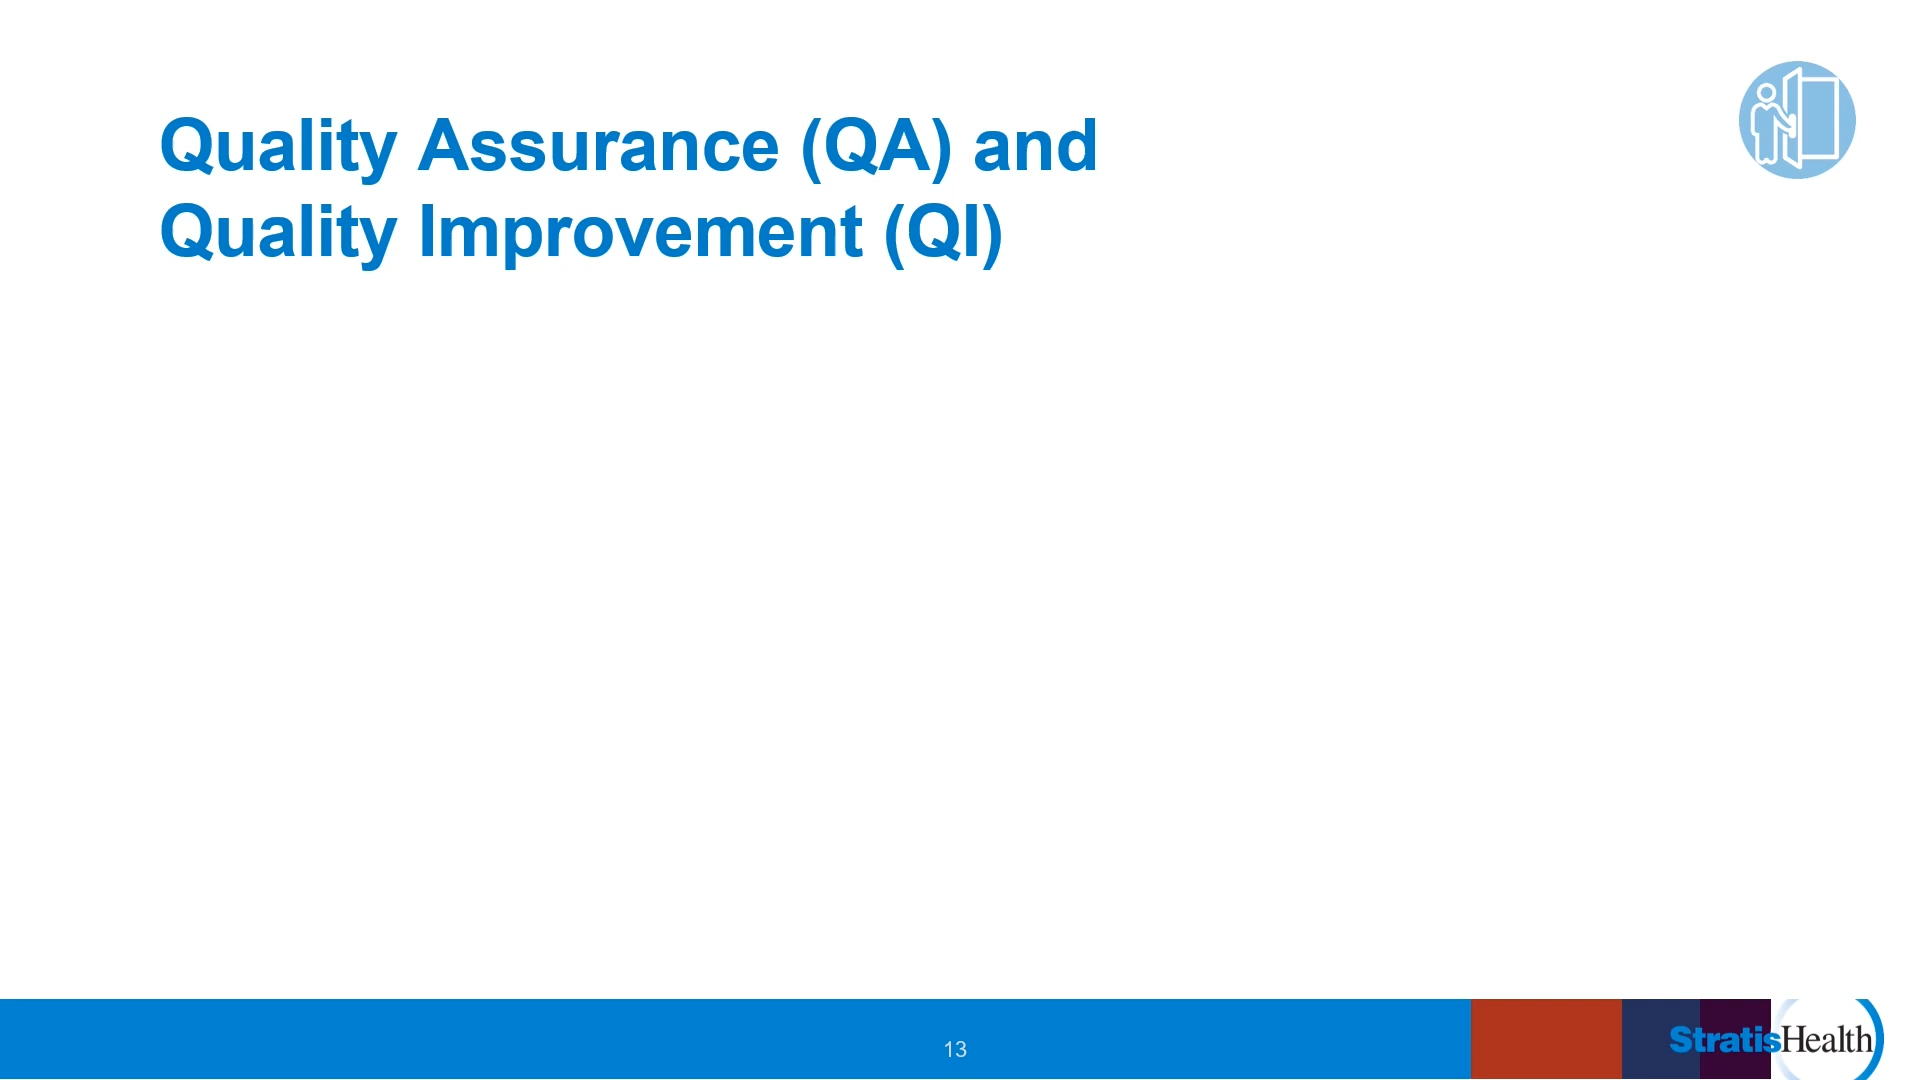 Quality Assurance (QA) and
Quality Improvement (QI)
13
StratisHealth